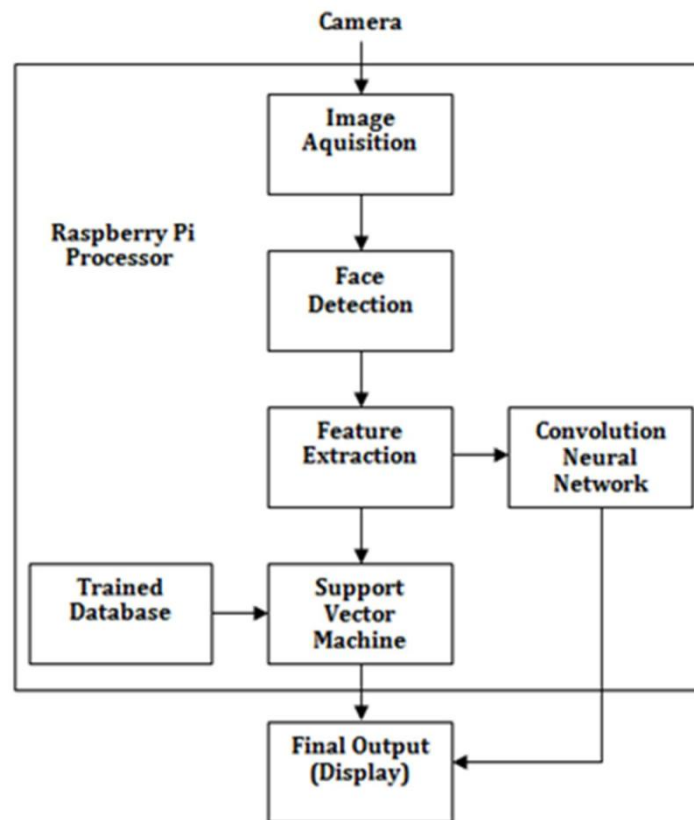 Camera
Image
Aquisition
Raspberry Pi
Processor
Face
Detection
Feature
Extraction
Convolution
Neural
Network
Trained
Database
Support
Vector
Machine
Final Output
(Display)